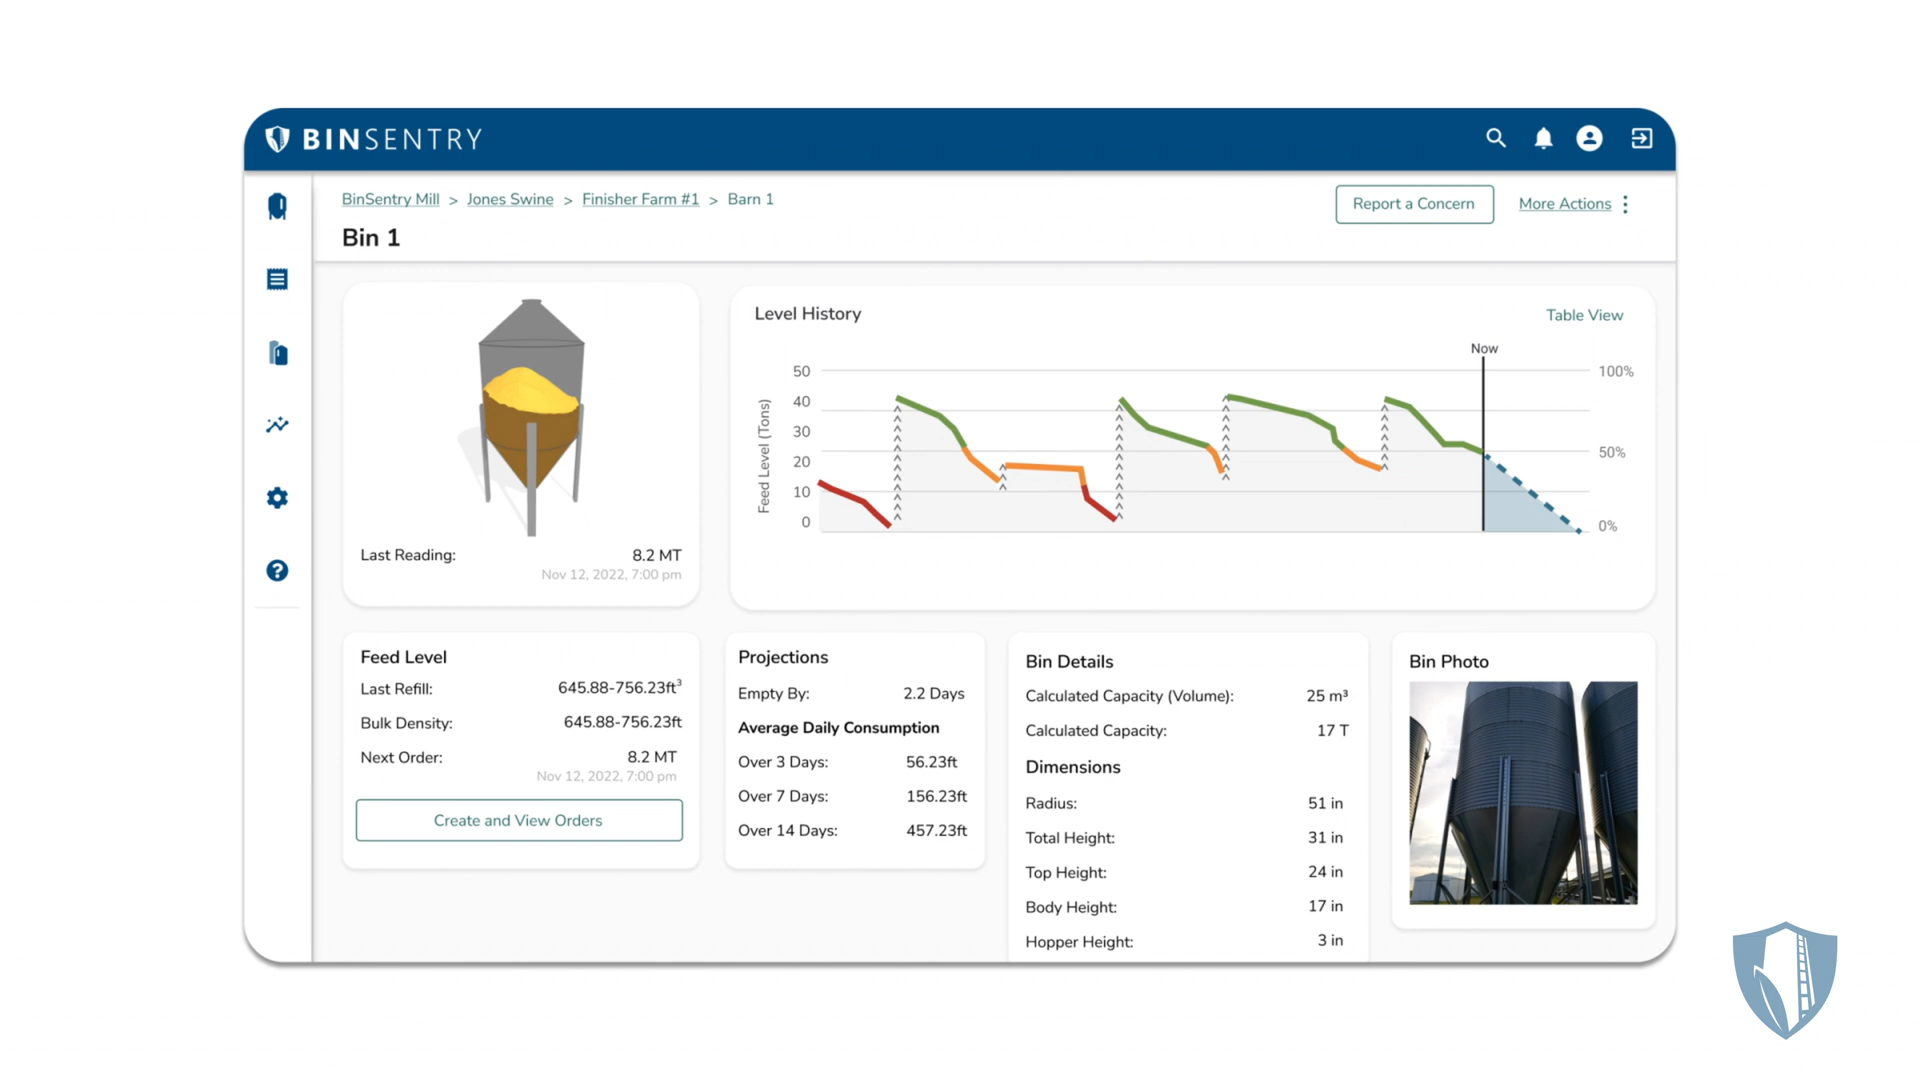 BINSENTRY
BinSentry Mill > Jones Swine > Finisher Farm #1 > Barn 1
Report a Concern
More Actions
Bin 1
Last Reading: 8.2 MT
Nov 12, 2022, 7:00 pm
Level History
Table View
Now
Feed Level (Tons)
50
40
30
20
10
0
100%
50%
0%
Feed Level
Last Refill: 645.88-756.23ft³
Bulk Density: 645.88-756.23ft
Next Order: 8.2 MT
Nov 12, 2022, 7:00 pm
Create and View Orders
Projections
Empty By: 2.2 Days
Average Daily Consumption
Over 3 Days: 56.23ft
Over 7 Days: 156.23ft
Over 14 Days: 457.23ft
Bin Details
Calculated Capacity (Volume): 25 m³
Calculated Capacity: 17 T
Dimensions
Radius: 51 in
Total Height: 31 in
Top Height: 24 in
Body Height: 17 in
Hopper Height: 3 in
Bin Photo